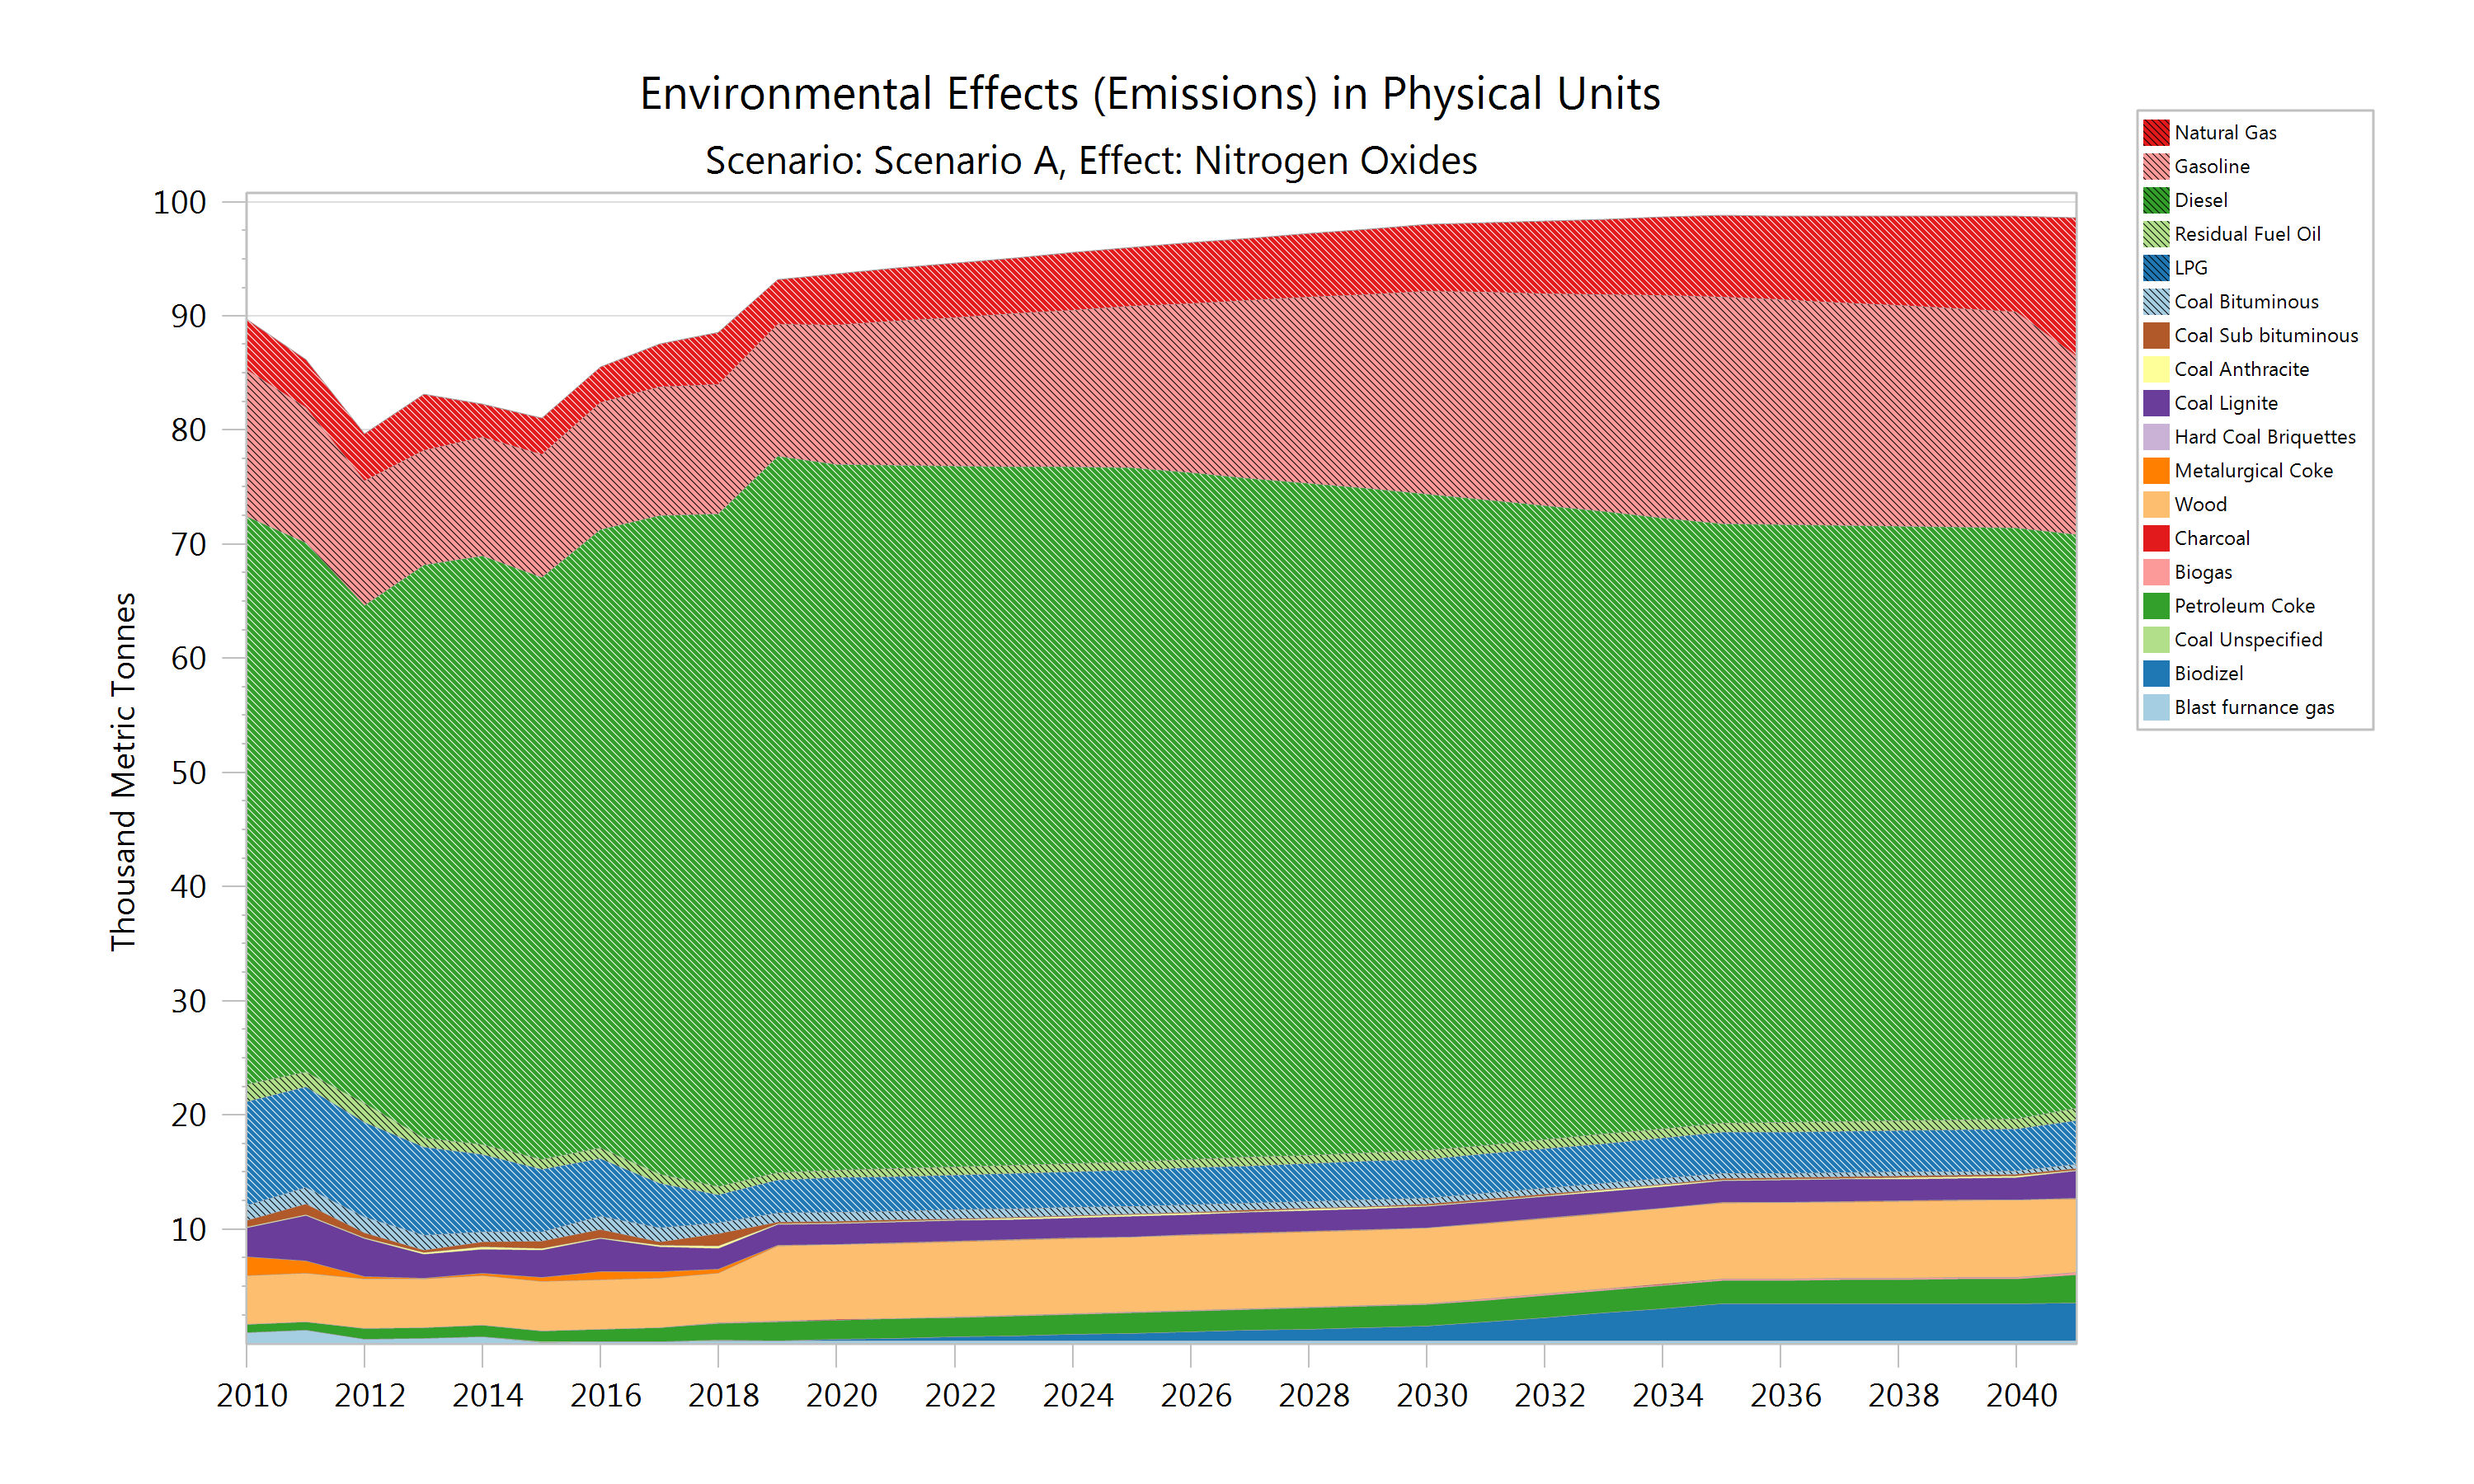 Environmental Effects (Emissions) in Physical Units
Scenario: Scenario A, Effect: Nitrogen Oxides
Thousand Metric Tonnes
100
90
80
70
60
50
40
30
20
10
2010 2012 2014 2016 2018 2020 2022 2024 2026 2028 2030 2032 2034 2036 2038 2040
Natural Gas
Gasoline
Diesel
Residual Fuel Oil
LPG
Coal Bituminous
Coal Sub bituminous
Coal Anthracite
Coal Lignite
Hard Coal Briquettes
Metalurgical Coke
Wood
Charcoal
Biogas
Petroleum Coke
Coal Unspecified
Biodizel
Blast furnance gas